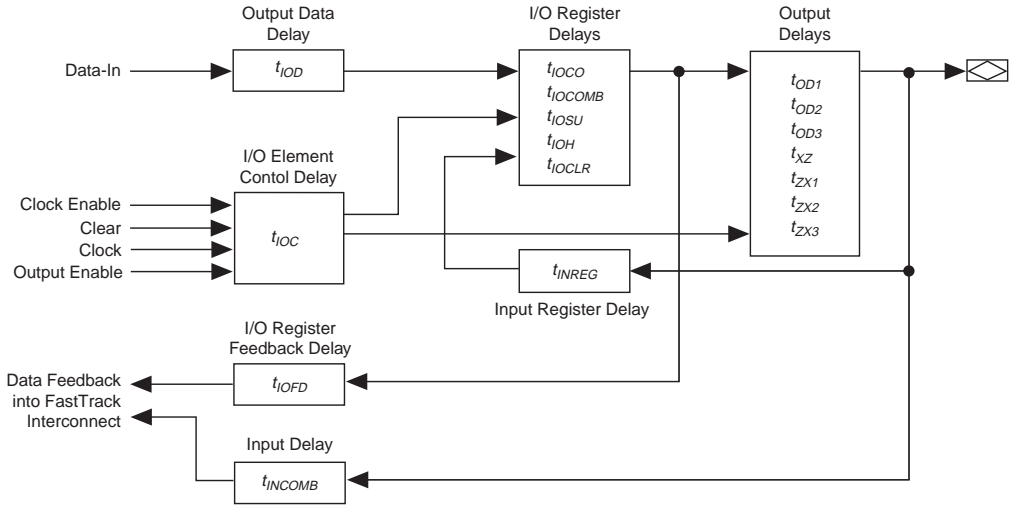 Output Data
Delay
I/O Register
Delays
Output
Delays
Data-In
tIOD
tIOCO
tIOCOMB
tIOSU
tIOH
tIOCLR
tOD1
tOD2
tOD3
tXZ
tZX1
tZX2
tZX3
I/O Element
Contol Delay
Clock Enable
Clear
Clock
Output Enable
tIOC
tINREG
Input Register Delay
I/O Register
Feedback Delay
tIOFD
Data Feedback
into FastTrack
Interconnect
Input Delay
tINCOMB